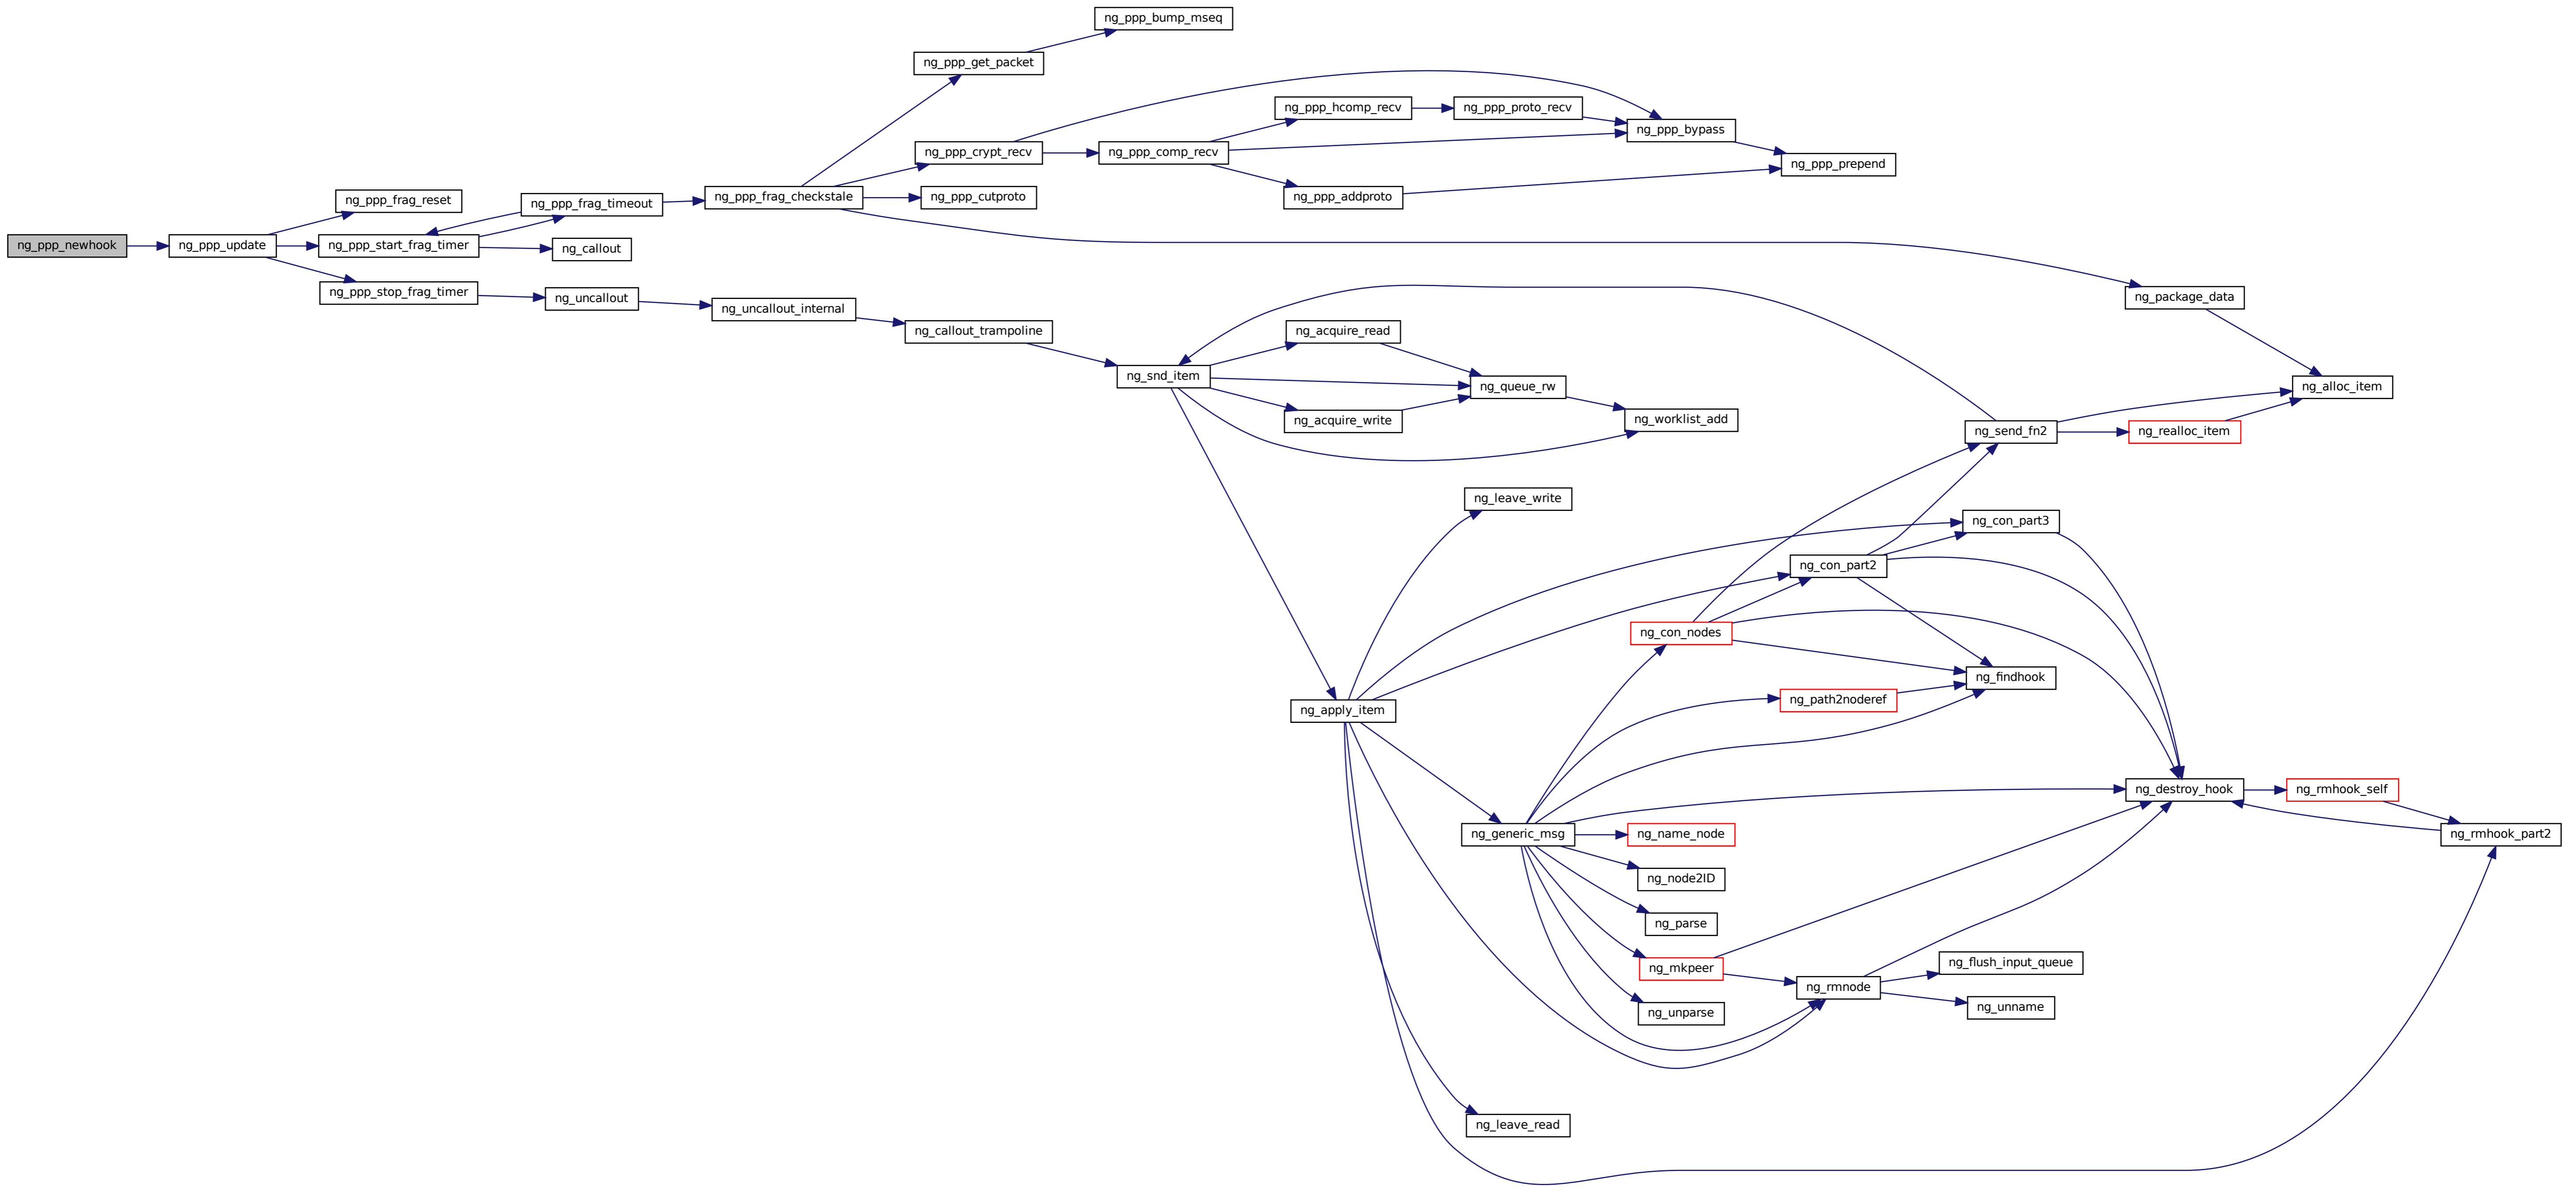 ng_ppp_bump_mseq
ng_ppp_get_packet
ng_ppp_hcomp_recv
ng_ppp_proto_recv
ng_ppp_bypass
ng_ppp_crypt_recv
ng_ppp_comp_recv
ng_ppp_prepend
ng_ppp_frag_reset
ng_ppp_frag_timeout
ng_ppp_frag_checkstale
ng_ppp_cutproto
ng_ppp_addproto
ng_ppp_newhook
ng_ppp_update
ng_ppp_start_frag_timer
ng_callout
ng_ppp_stop_frag_timer
ng_uncallout
ng_package_data
ng_uncallout_internal
ng_callout_trampoline
ng_acquire_read
ng_snd_item
ng_queue_rw
ng_alloc_item
ng_acquire_write
ng_worklist_add
ng_send_fn2
ng_realloc_item
ng_leave_write
ng_con_part3
ng_con_part2
ng_con_nodes
ng_findhook
ng_path2noderef
ng_apply_item
ng_destroy_hook
ng_rmhook_self
ng_generic_msg
ng_name_node
ng_rmhook_part2
ng_node2ID
ng_parse
ng_mkpeer
ng_flush_input_queue
ng_rmnode
ng_unname
ng_unparse
ng_leave_read